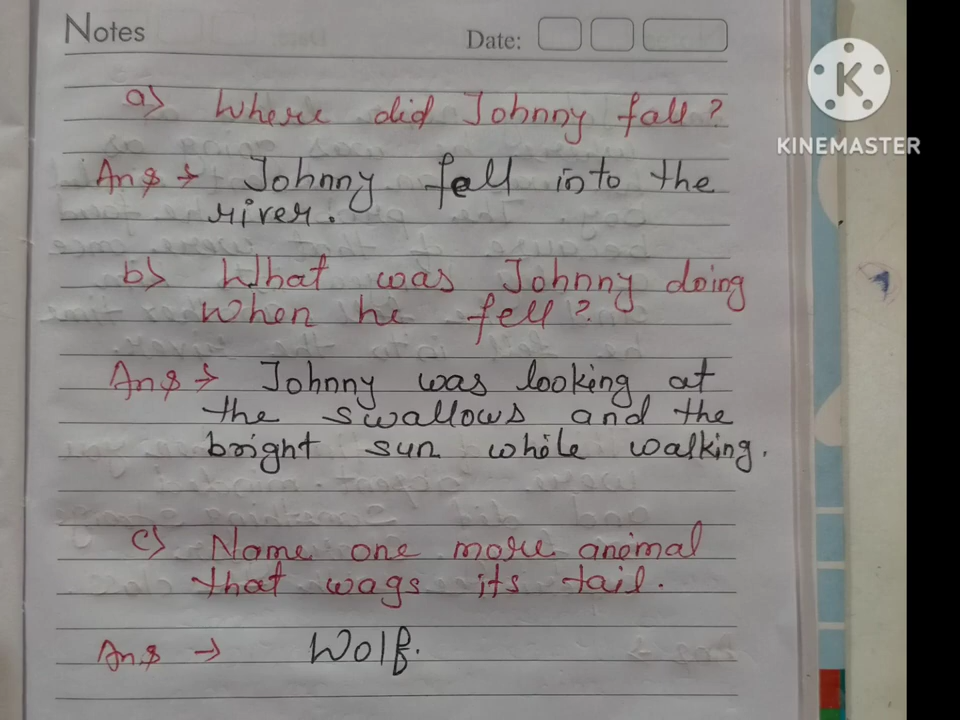 Notes
Date:
KINEMASTER
a) Where did Johnny fall?
Ans → Johnny fell into the
river.
b) What was Johnny doing
When he fell?
Ans → Johnny was looking at
the swallows and the
bright sun while walking.
c) Name one more animal
that wags its tail.
Ans → Wolf.